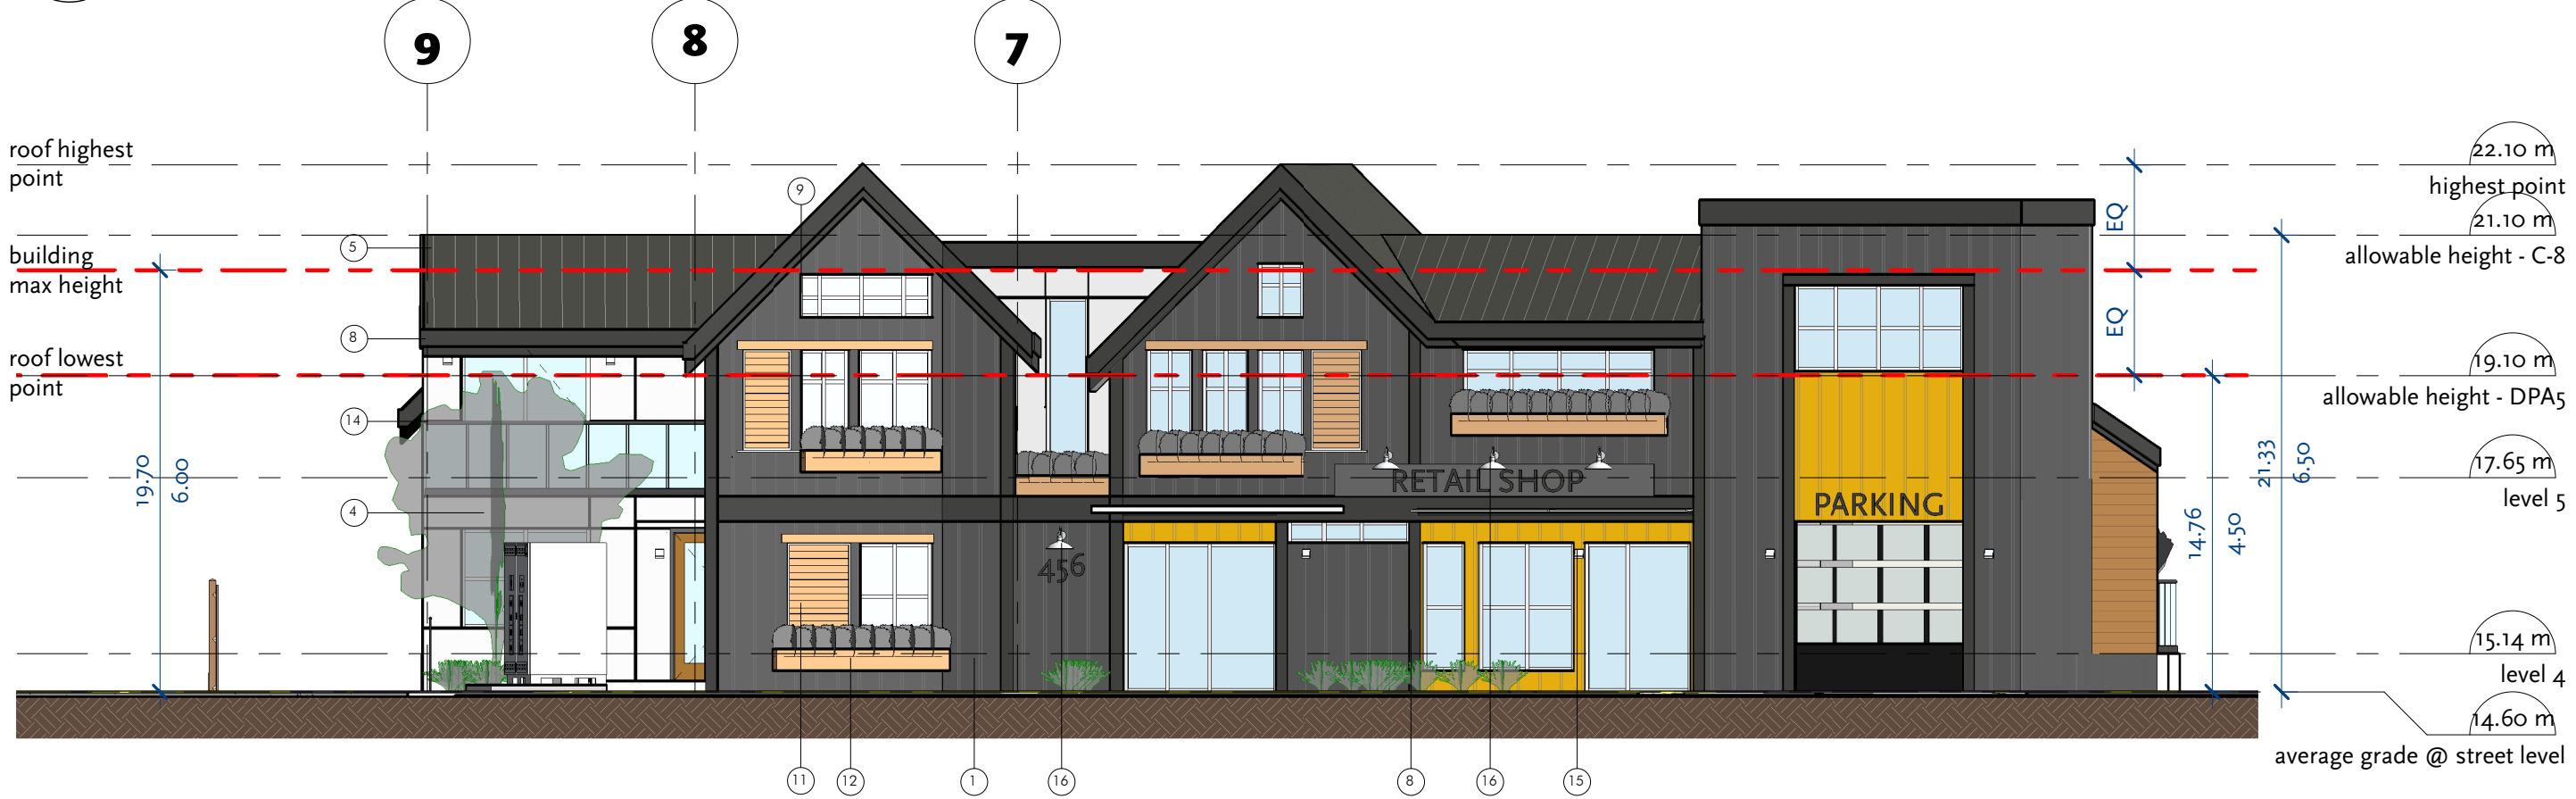 9
8
7
roof highest
point
22.10 m
highest point
9
21.10 m
EQ
5
building
max height
allowable height - C-8
EQ
8
roof lowest
point
19.10 m
allowable height - DPA5
14
17.65 m
level 5
19.70
6.00
RETAIL SHOP
21.33
6.50
4
PARKING
14.76
4.50
456
15.14 m
level 4
14.60 m
average grade @ street level
11
12
1
16
8
16
15